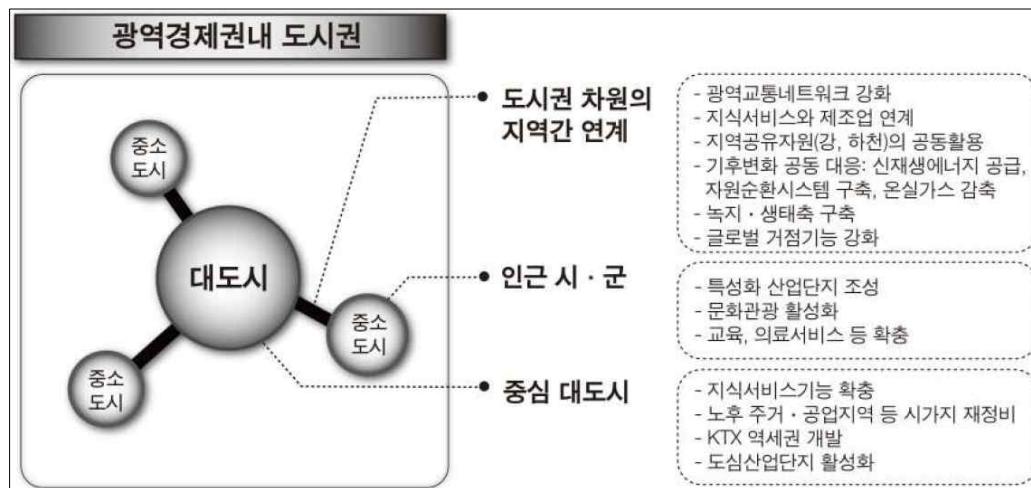 광역경제권내 도시권
중소
도시
대도시
중소
도시
중소
도시
• 도시권 차원의
지역간 연계
- 광역교통네트워크 강화
- 지식서비스와 제조업 연계
- 지역공유자원(강, 하천)의 공동활용
- 기후변화 공동 대응: 신재생에너지 공급,
자원순환시스템 구축, 온실가스 감축
- 녹지・생태축 구축
- 글로벌 거점기능 강화
• 인근 시・군
- 특성화 산업단지 조성
- 문화관광 활성화
- 교육, 의료서비스 등 확충
• 중심 대도시
- 지식서비스기능 확충
- 노후 주거・공업지역 등 시가지 재정비
- KTX 역세권 개발
- 도심산업단지 활성화